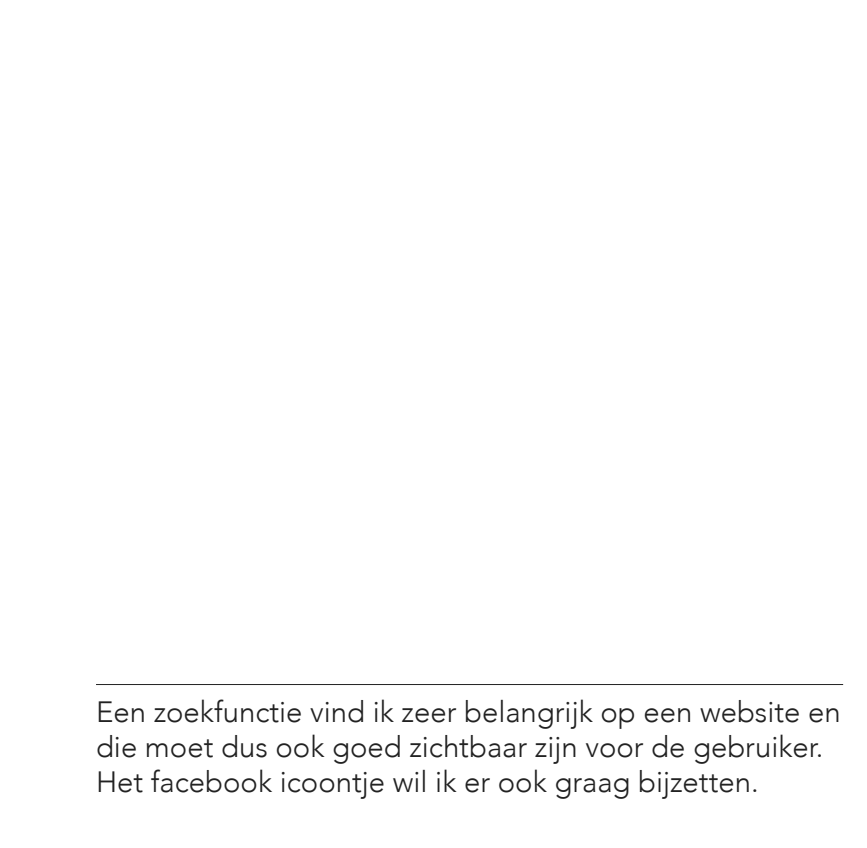 Een zoekfunctie vind ik zeer belangrijk op een website en
die moet dus ook goed zichtbaar zijn voor de gebruiker.
Het facebook icoontje wil ik er ook graag bijzetten.